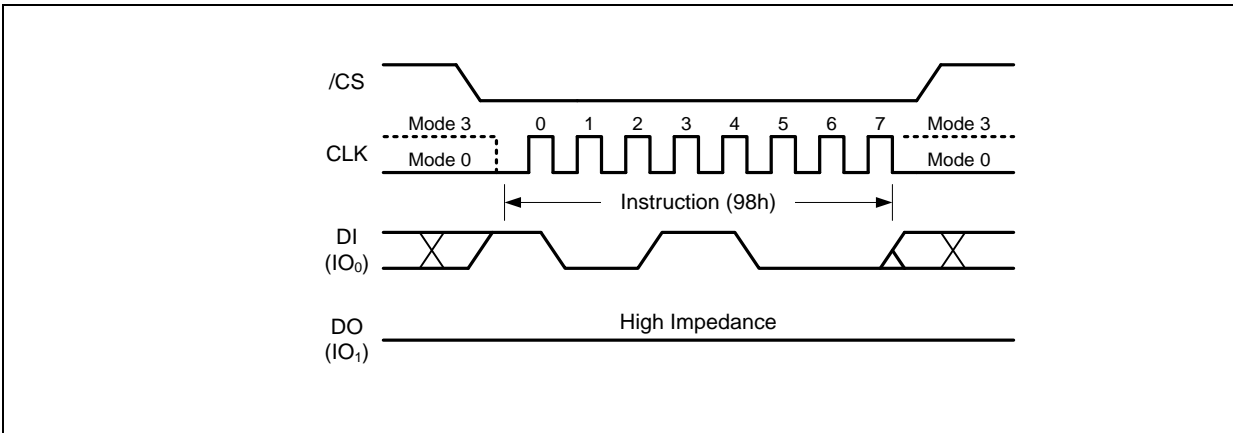 /CS
Mode 3 0 1 2 3 4 5 6 7 Mode 3
CLK
Mode 0 Mode 0
Instruction (98h)
DI
(IO₀)
High Impedance
DO
(IO₁)